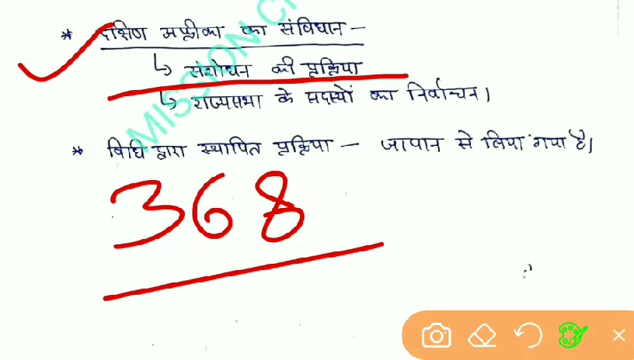 * दक्षिण अफ्रीका का संविधान –
↳ संशोधन की प्रक्रिया
↳ राज्यसभा के सदस्यों का निर्वाचन।
* विधि द्वारा स्थापित प्रक्रिया – जापान से लिया गया है।
368